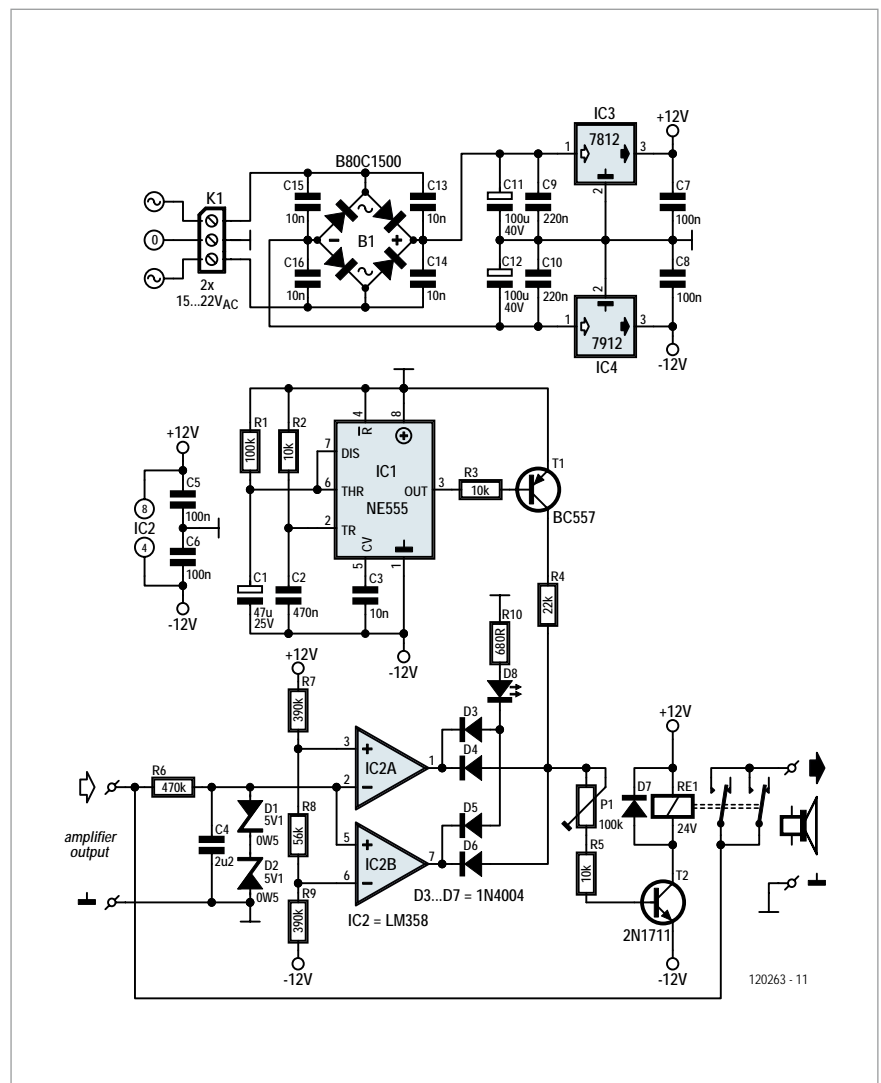 B80C1500
K1
0
2x
15...22VAC
C15
10n
C16
10n
C13
10n
C14
10n
B1
C11
100u
40V
C12
100u
40V
C9
220n
C10
220n
IC3
7812
1
3
2
+12V
C7
100n
C8
100n
2
1
3
7912
IC4
-12V
R1
100k
R2
10k
4
R
8
7
DIS
6
THR
IC1
NE555
OUT
3
2
TR
CV
5
1
R3
10k
T1
BC557
C1
47u
25V
C2
470n
C3
10n
-12V
+12V
8
IC2
4
C5
100n
C6
100n
-12V
R4
22k
R10
680R
D8
+12V
R7
390k
3
2
IC2A
1
D3
D4
R6
470k
amplifier
output
C4
2u2
D1
5V1
0W5
D2
5V1
0W5
R8
56k
5
6
IC2B
7
D5
D6
R9
390k
-12V
IC2 = LM358
D3...D7 = 1N4004
P1
100k
R5
10k
+12V
D7
RE1
24V
T2
2N1711
-12V
120263 - 11